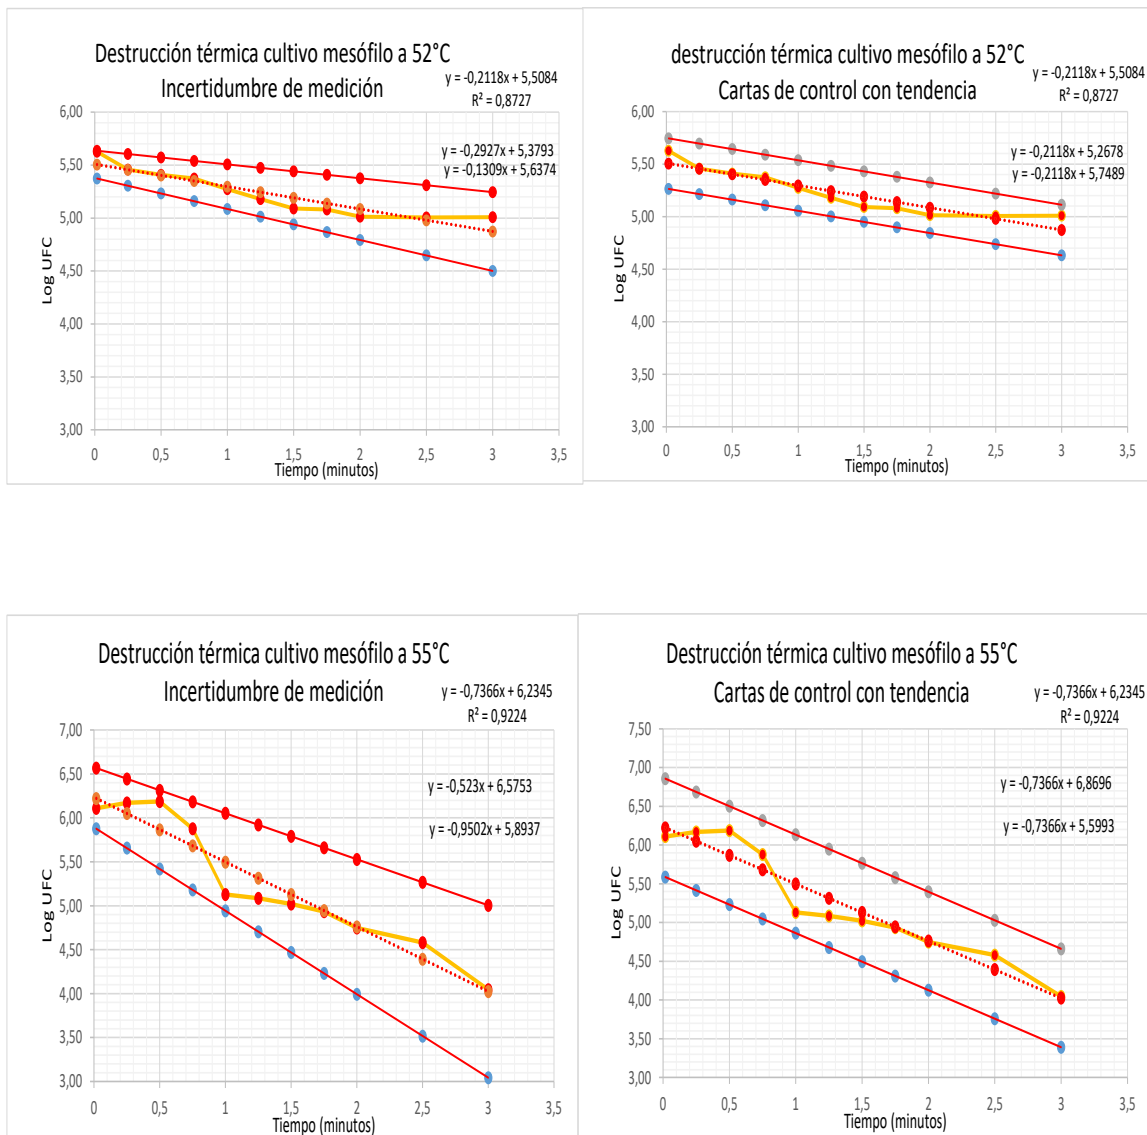 Destrucción térmica cultivo mesófilo a 52°C
Incertidumbre de medición
y = -0,2118x + 5,5084
R² = 0,8727
y = -0,2927x + 5,3793
y = -0,1309x + 5,6374
6,00
5,50
5,00
4,50
4,00
3,50
3,00
Log UFC
0 0,5 1 1,5 2 2,5 3 3,5
Tiempo (minutos)
destrucción térmica cultivo mesófilo a 52°C
Cartas de control con tendencia
y = -0,2118x + 5,5084
R² = 0,8727
y = -0,2118x + 5,2678
y = -0,2118x + 5,7489
6,00
5,50
5,00
4,50
4,00
3,50
3,00
Log UFC
0 0,5 1 1,5 2 2,5 3 3,5
Tiempo (minutos)
Destrucción térmica cultivo mesófilo a 55°C
Incertidumbre de medición
y = -0,7366x + 6,2345
R² = 0,9224
y = -0,523x + 6,5753
y = -0,9502x + 5,8937
7,00
6,50
6,00
5,50
5,00
4,50
4,00
3,50
3,00
Log UFC
0 0,5 1 1,5 2 2,5 3 3,5
Tiempo (minutos)
Destrucción térmica cultivo mesófilo a 55°C
Cartas de control con tendencia
y = -0,7366x + 6,2345
R² = 0,9224
y = -0,7366x + 6,8696
y = -0,7366x + 5,5993
7,50
7,00
6,50
6,00
5,50
5,00
4,50
4,00
3,50
3,00
Log UFC
0 0,5 1 1,5 2 2,5 3 3,5
Tiempo (minutos)